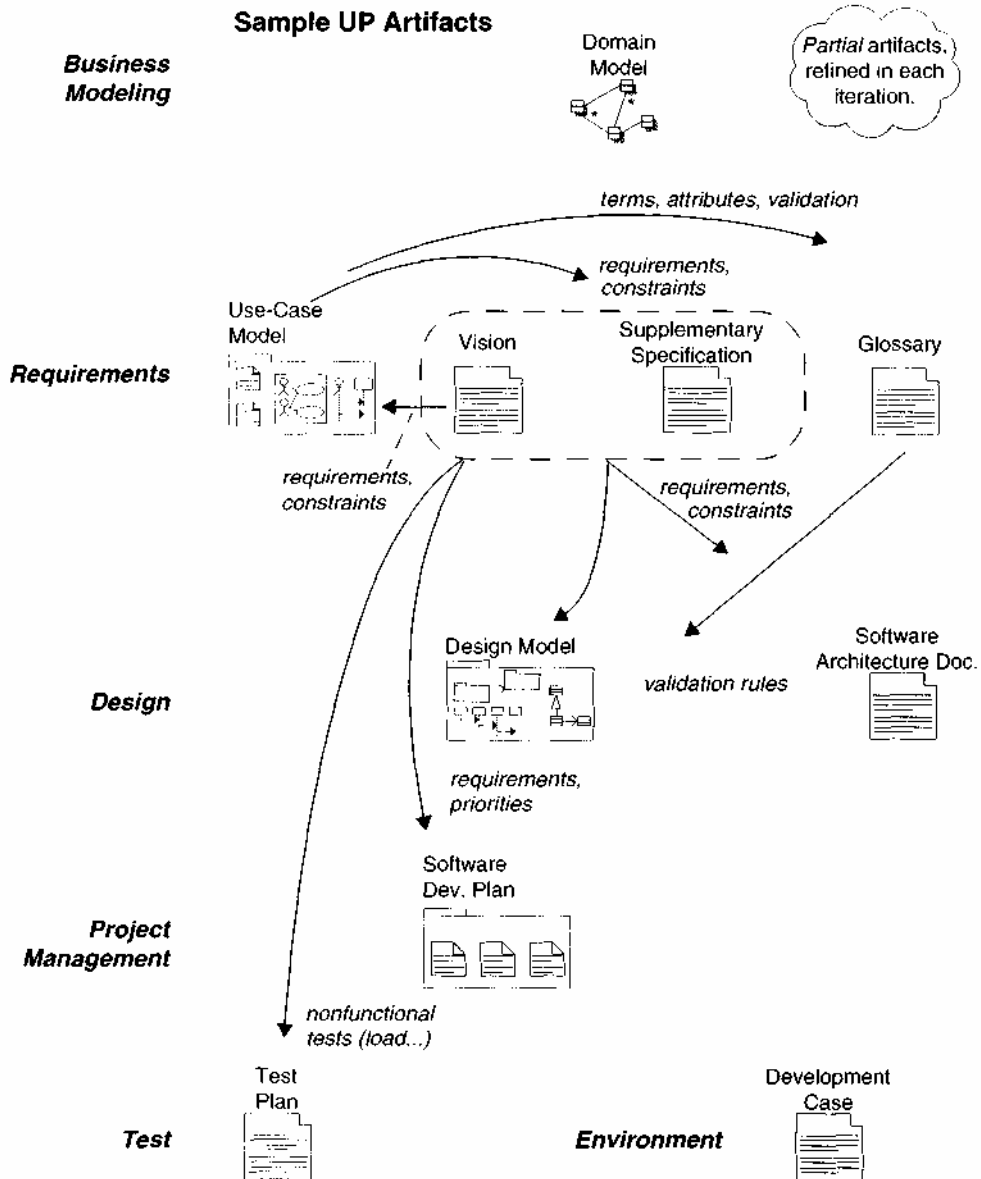 Sample UP Artifacts
Business
Modeling
Domain
Model
Partial artifacts,
refined in each
iteration.
terms, attributes, validation
requirements,
constraints
Use-Case
Model
Vision
Supplementary
Specification
Glossary
Requirements
requirements,
constraints
requirements,
constraints
Design Model
Software
Architecture Doc.
validation rules
Design
requirements,
priorities
Software
Dev. Plan
Project
Management
nonfunctional
tests (load...)
Test
Plan
Development
Case
Test
Environment